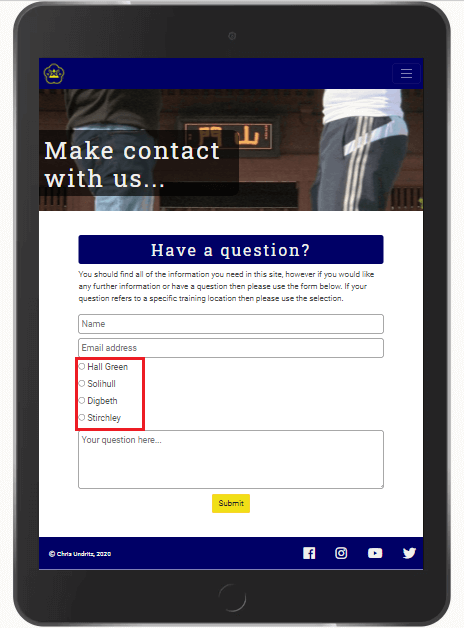 門山
Make contact
with us...
Have a question?
You should find all of the information you need in this site, however if you would like
any further information or have a question then please use the form below. If your
question refers to a specific training location then please use the selection.
Name
Email address
Hall Green
Solihull
Digbeth
Stirchley
Your question here...
Submit
© Chris Undritz, 2020